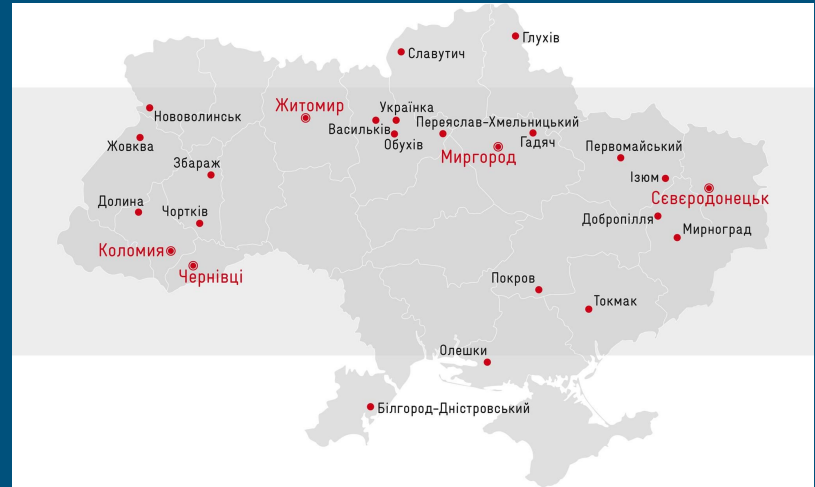 Глухів
Славутич
Нововолинськ
Житомир
Українка
Васильків
Обухів
Переяслав-Хмельницький
Гадяч
Миргород
Жовква
Збараж
Первомайський
Ізюм
Сєвєродонецьк
Долина
Чортків
Добропілля
Мирноград
Коломия
Чернівці
Покров
Токмак
Олешки
Білгород-Дністровський